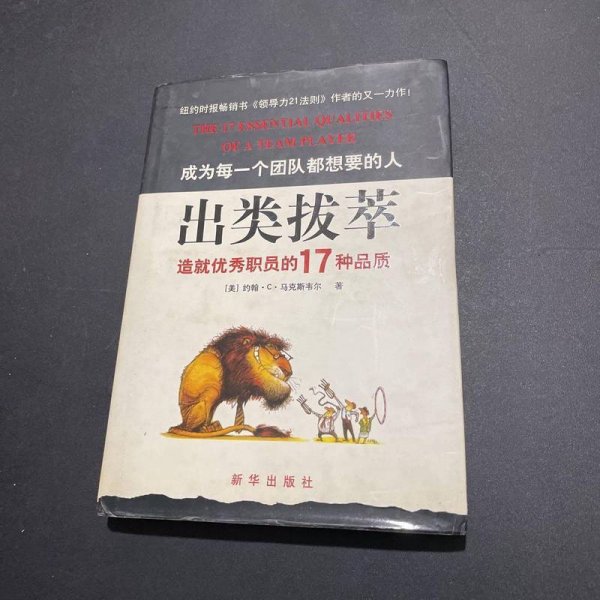 纽约时报畅销书《领导力21法则》作者的又一力作!
THE 17 ESSENTIAL QUALITIES
OF A TEAM PLAYER
成为每一个团队都想要的人
出类拔萃
造就优秀职员的17种品质
[美] 约翰·C·马克斯韦尔 著
新华出版社